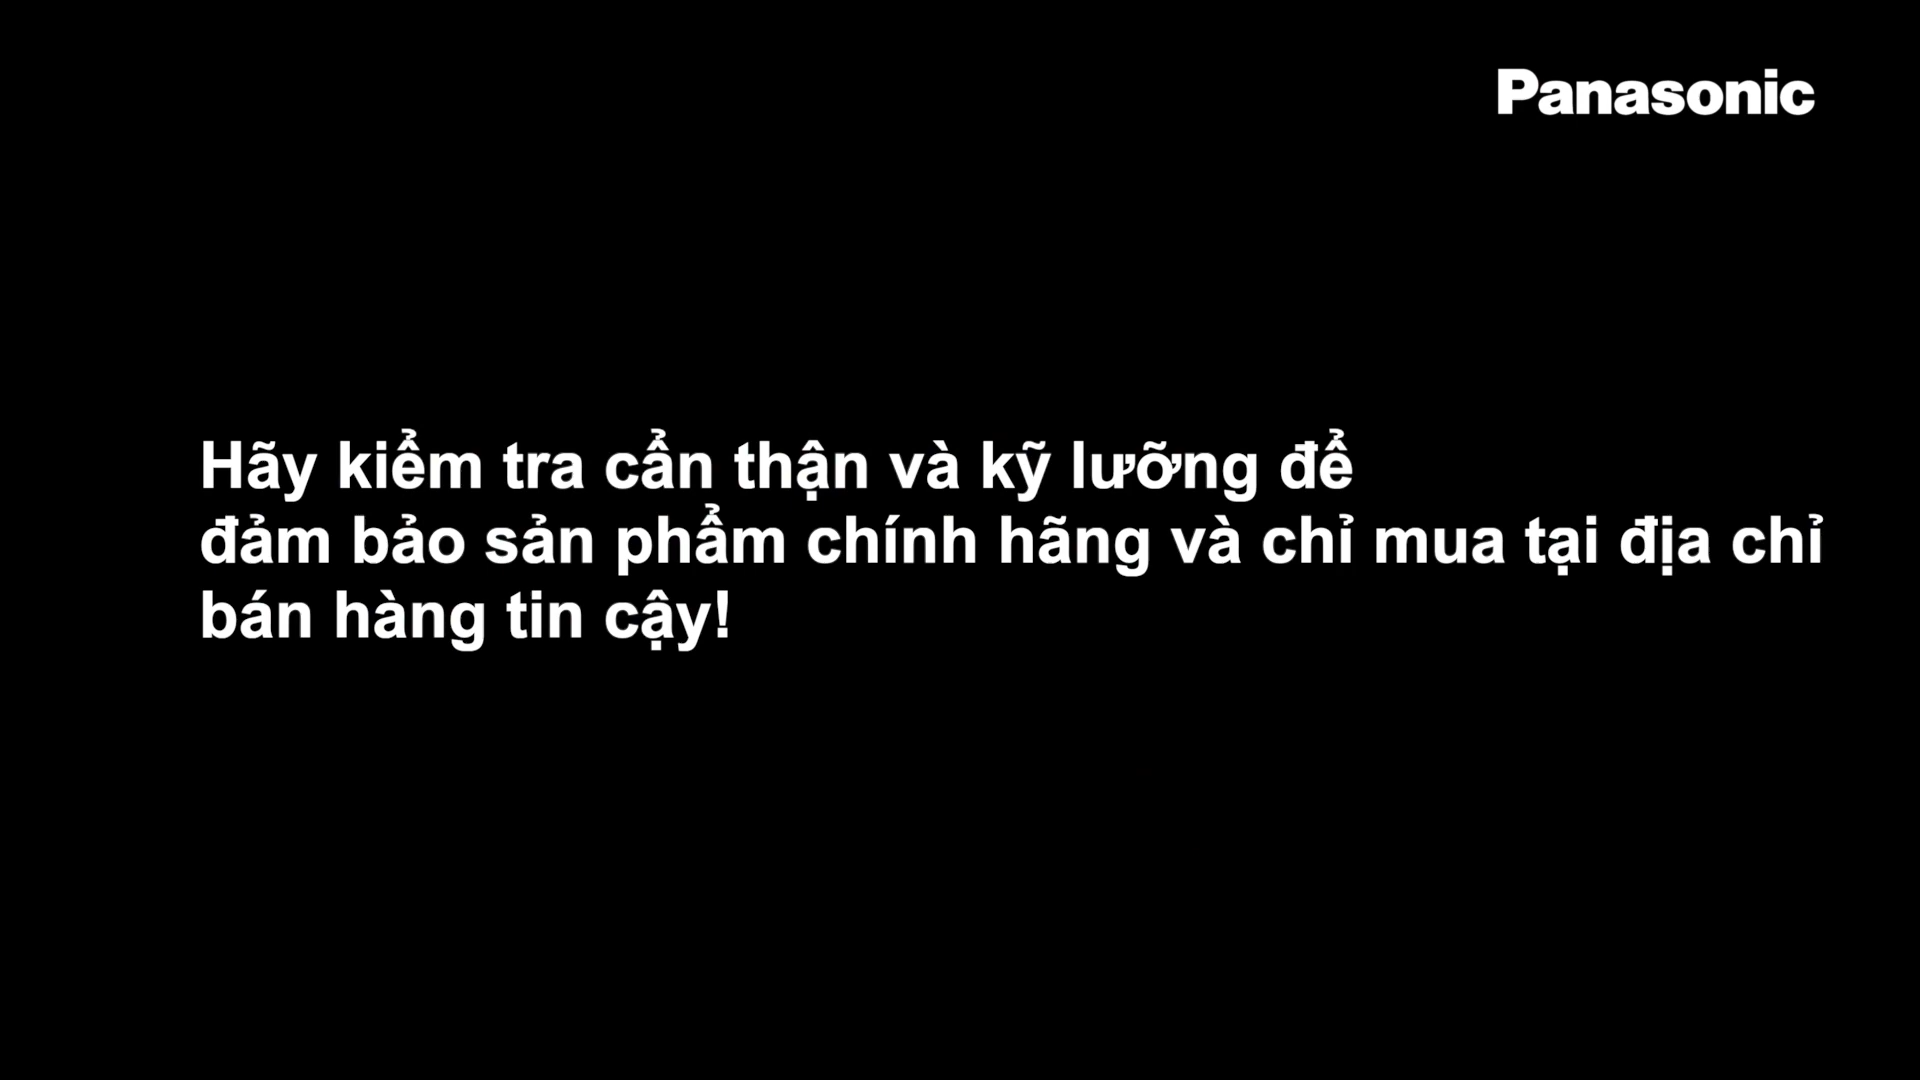 Panasonic
Hãy kiểm tra cẩn thận và kỹ lưỡng để
đảm bảo sản phẩm chính hãng và chỉ mua tại địa chỉ
bán hàng tin cậy!